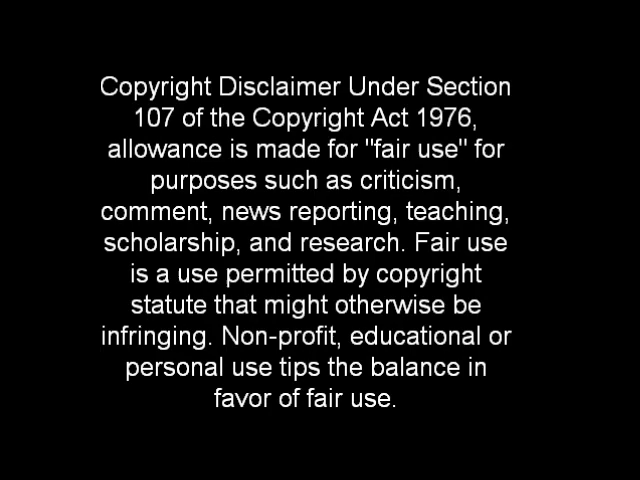 Copyright Disclaimer Under Section
107 of the Copyright Act 1976,
allowance is made for "fair use" for
purposes such as criticism,
comment, news reporting, teaching,
scholarship, and research. Fair use
is a use permitted by copyright
statute that might otherwise be
infringing. Non-profit, educational or
personal use tips the balance in
favor of fair use.